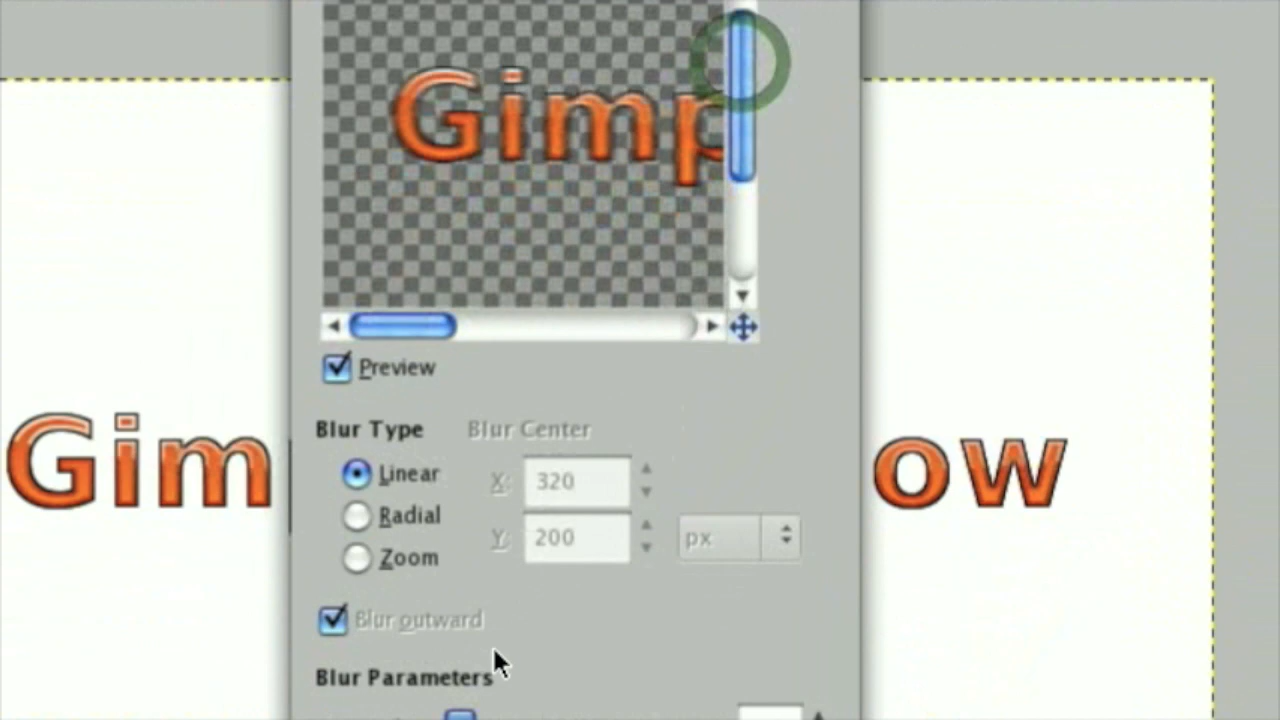 Gimp
Preview
Gim
ow
Blur Type
Blur Center
Linear
X: 320
Radial
Y: 200
px
Zoom
Blur outward
Blur Parameters